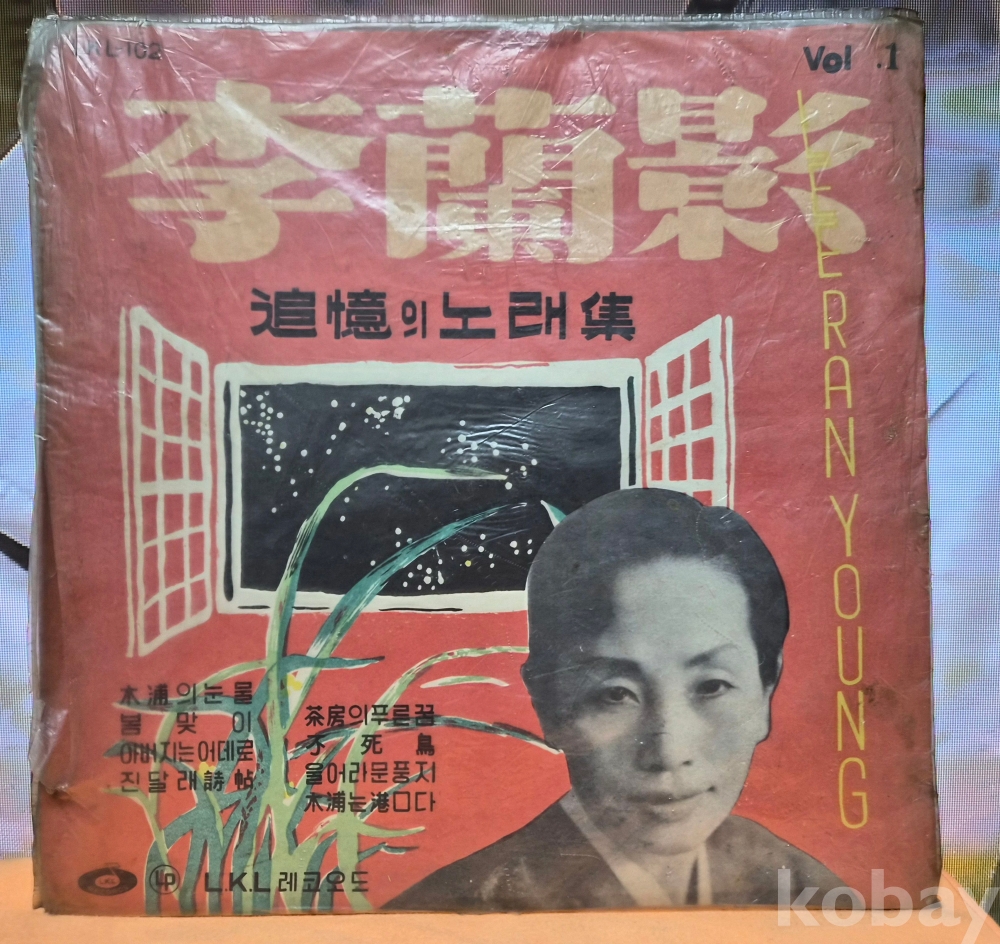 Vol .1
李蘭影
LEE RAN YOUNG
追憶의 노래集
木浦의 눈물
봄맞이
아버지는 어데로
진달래詩帖
茶房의 푸른꿈
不死鳥
울어라 문풍지
木浦는 港口다
LP
L.K.L 레코오드
kobay